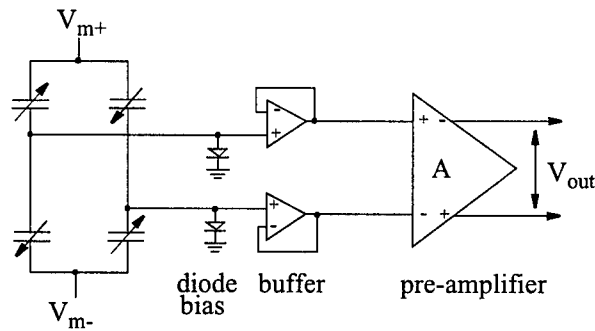 Vm+
-
+
+
-
+ -
A
- +
Vout
diode bias
buffer
pre-amplifier
Vm-